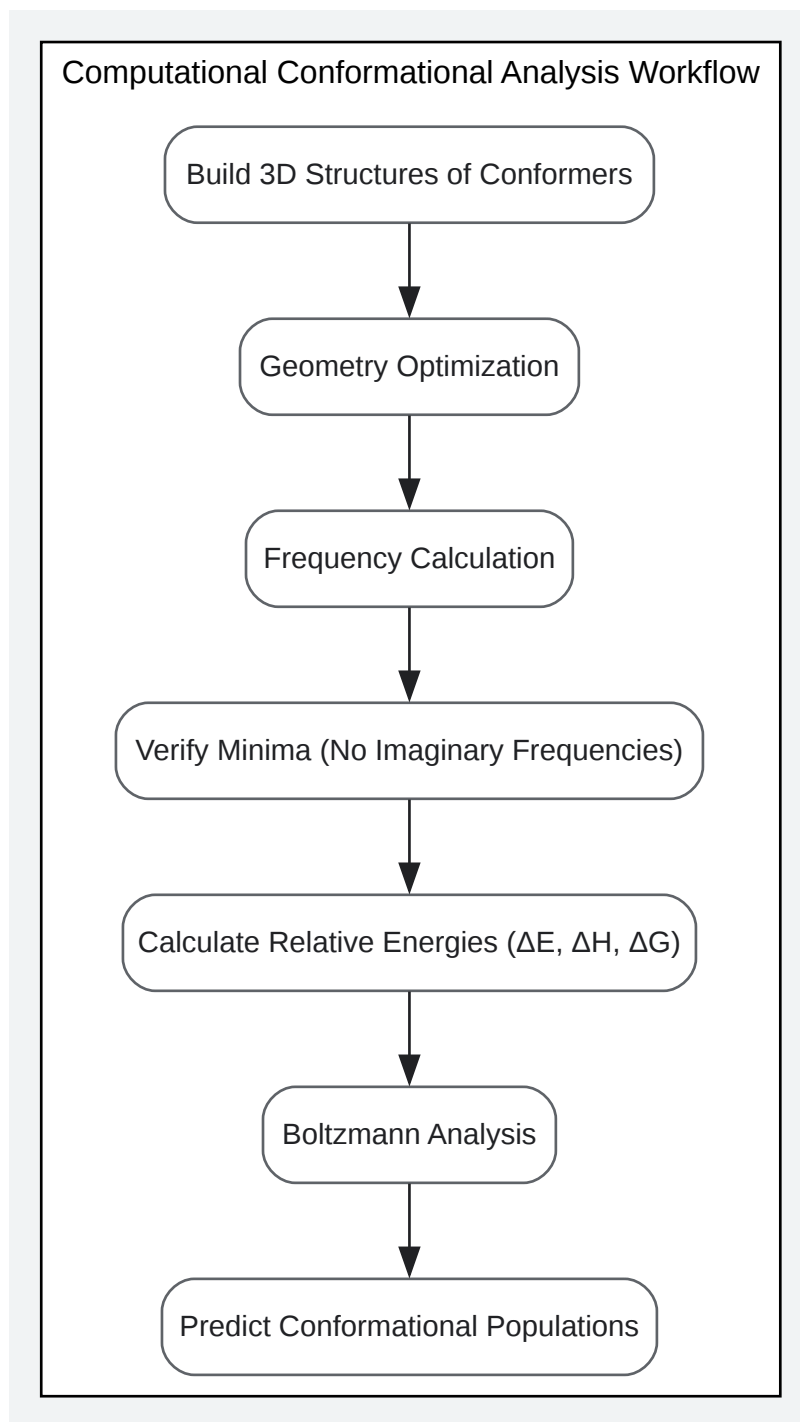 Computational Conformational Analysis Workflow
Build 3D Structures of Conformers
Geometry Optimization
Frequency Calculation
Verify Minima (No Imaginary Frequencies)
Calculate Relative Energies (ΔE, ΔH, ΔG)
Boltzmann Analysis
Predict Conformational Populations